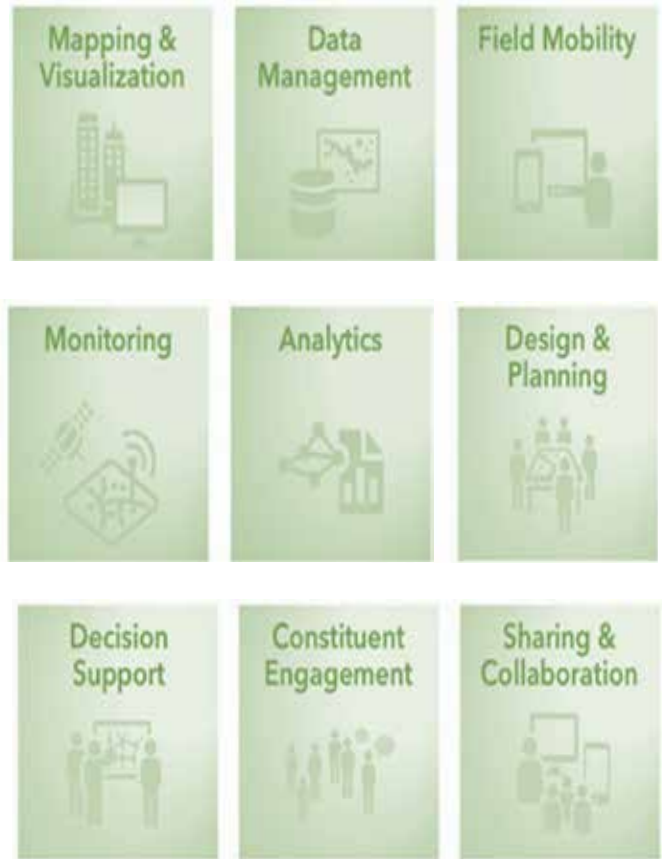 Mapping &
Visualization
Data
Management
Field Mobility
Monitoring
Analytics
Design &
Planning
Decision
Support
Constituent
Engagement
Sharing &
Collaboration